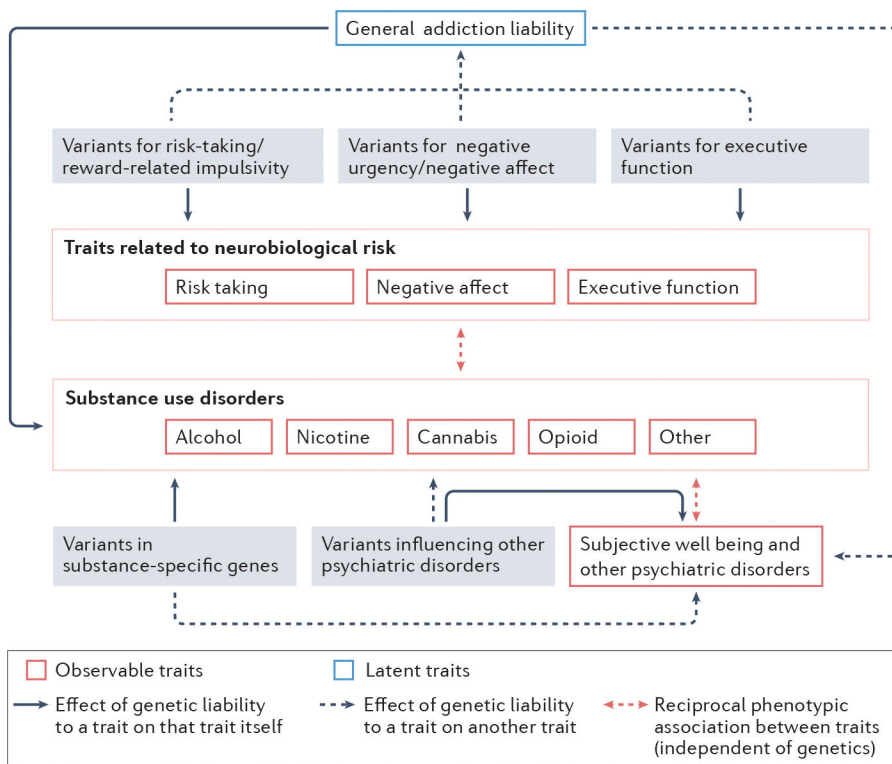 General addiction liability
Variants for risk-taking/
reward-related impulsivity
Variants for negative
urgency/negative affect
Variants for executive
function
Traits related to neurobiological risk
Risk taking
Negative affect
Executive function
Substance use disorders
Alcohol
Nicotine
Cannabis
Opioid
Other
Variants in
substance-specific genes
Variants influencing other
psychiatric disorders
Subjective well being and
other psychiatric disorders
Observable traits
Latent traits
Effect of genetic liability
to a trait on that trait itself
Effect of genetic liability
to a trait on another trait
Reciprocal phenotypic
association between traits
(independent of genetics)